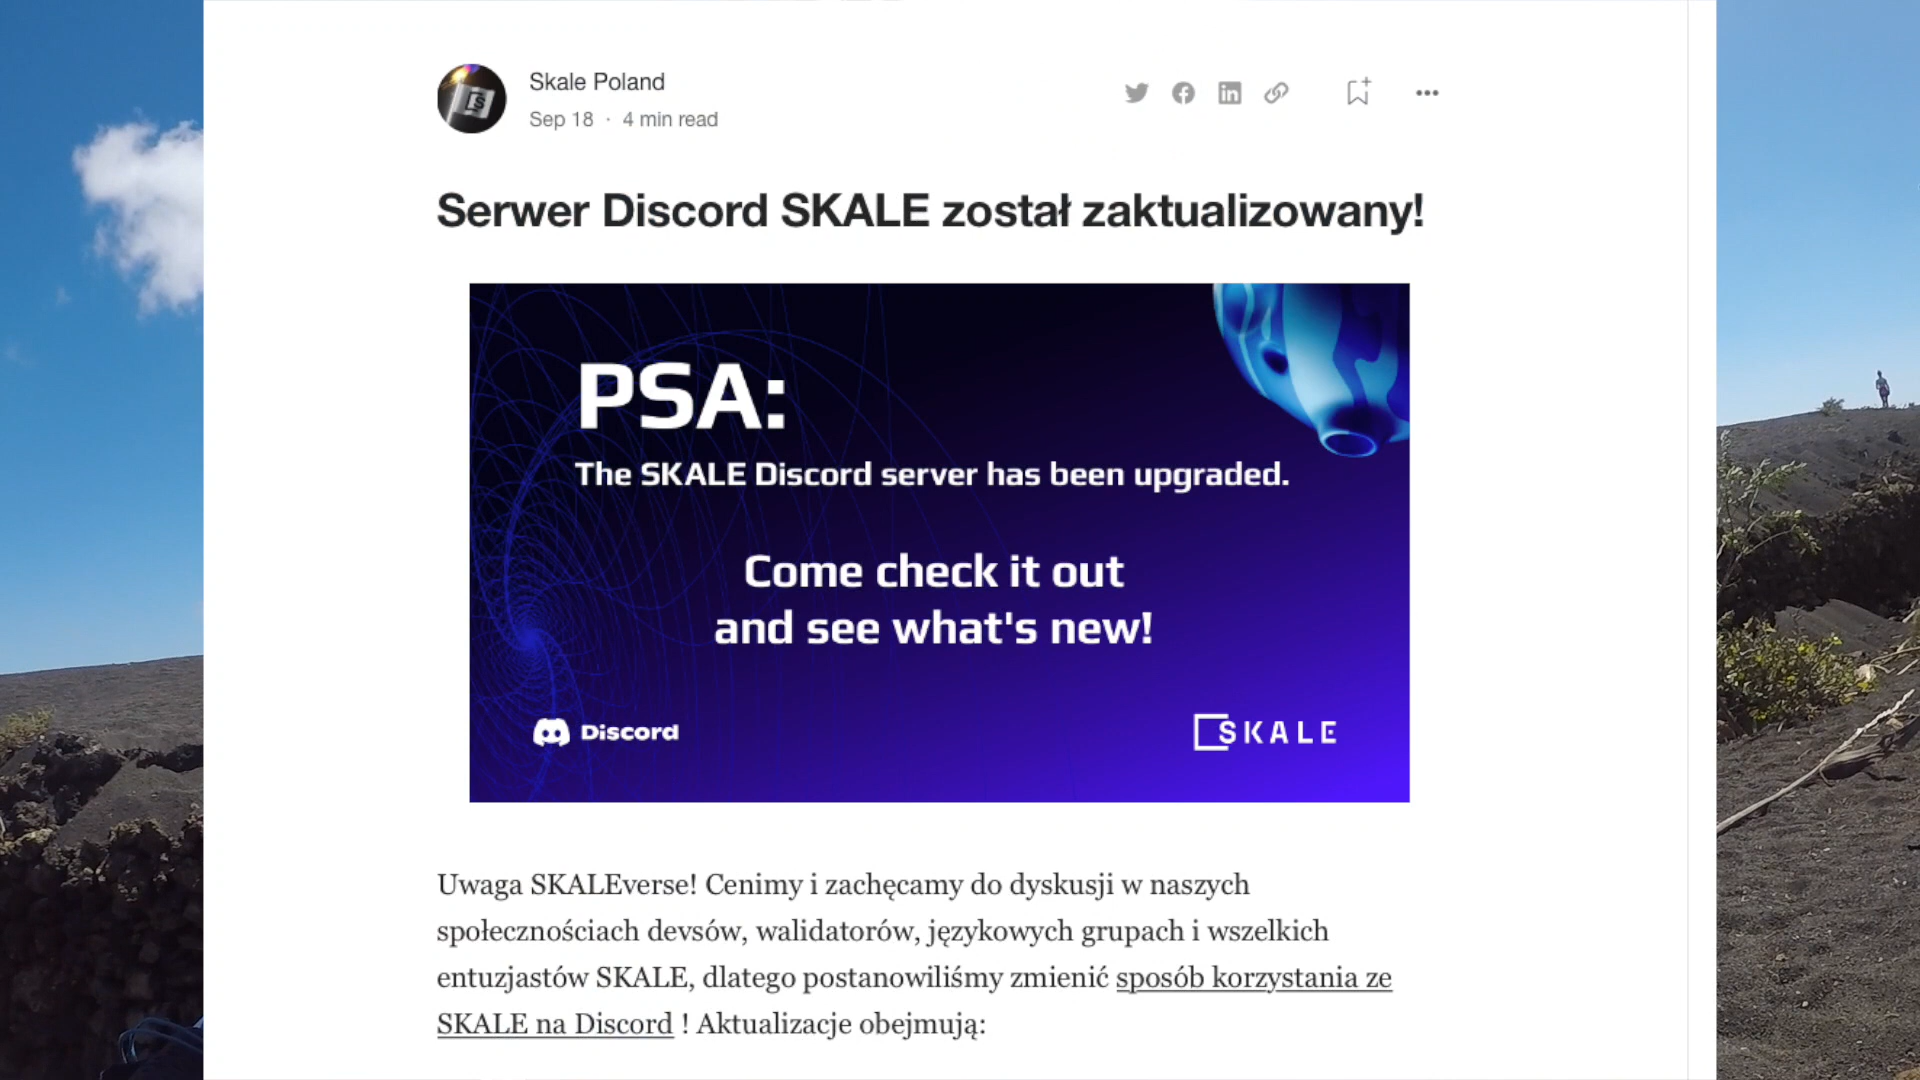 Skale Poland
Sep 18 · 4 min read
Serwer Discord SKALE został zaktualizowany!
PSA:
The SKALE Discord server has been upgraded.
Come check it out
and see what's new!
Discord
SKALE
Uwaga SKALEverse! Cenimy i zachęcamy do dyskusji w naszych
społecznościach devsów, walidatorów, językowych grupach i wszelkich
entuzjastów SKALE, dlatego postanowiliśmy zmienić sposób korzystania ze
SKALE na Discord ! Aktualizacje obejmują: